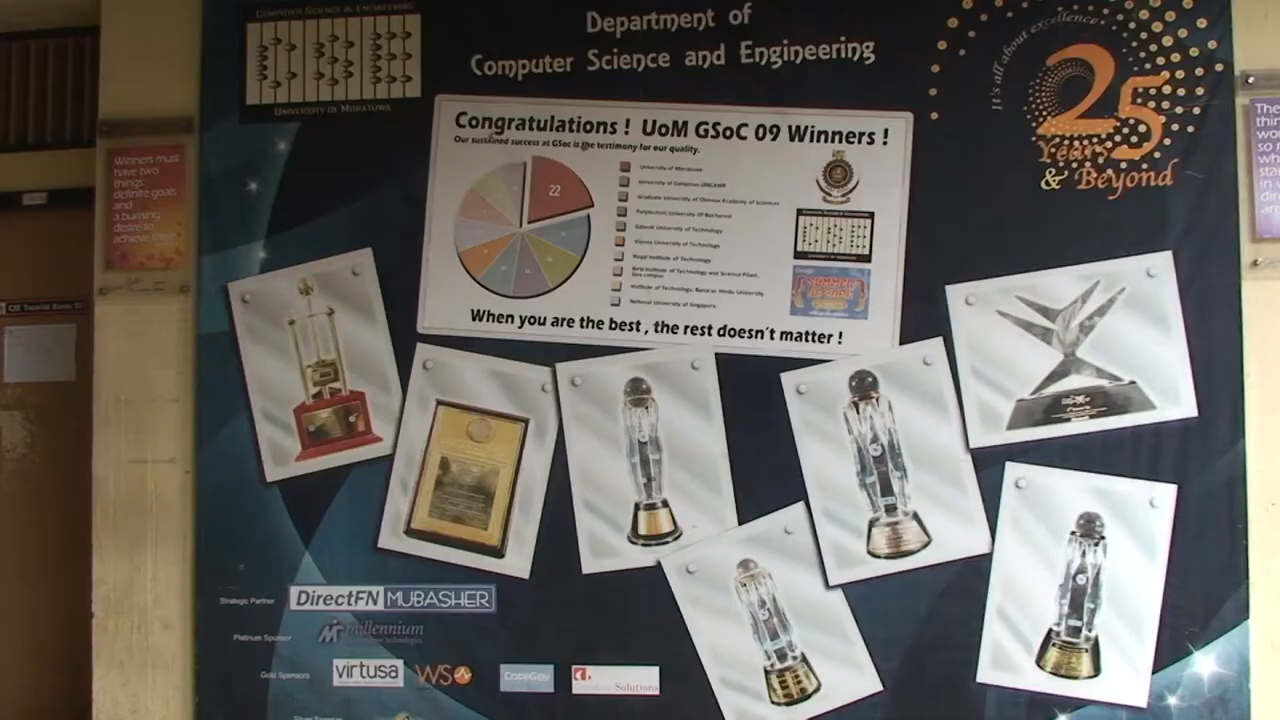 COMPUTER SCIENCE & ENGINEERING
UNIVERSITY OF MORATUWA
Department of
Computer Science and Engineering
It's all about excellence
25
Years
& Beyond
Congratulations ! UoM GSoC 09 Winners !
Our sustained success at GSoc is the testimony for our quality.
22
University of Moratuwa
University of Campinas UNICAMP
Graduate University of Chinese Academy of Sciences
Polytechnic University Of Bucharest
Gdansk University of Technology
Vienna University of Technology
Royal Institute of Technology
Birla Institute of Technology and Science Pilani,
Goa campus
Institute of Technology, Banaras Hindu University
National University of Singapore
When you are the best , the rest doesn't matter !
Winners must
have two
things:
definite goals
and
a burning
desire to
achieve them
CSE Tutorial Room
Strategic Partner
DirectFN MUBASHER
Platinum Sponsor
millennium
Gold Sponsors
virtusa
WSO
CODEGEN
Solutions